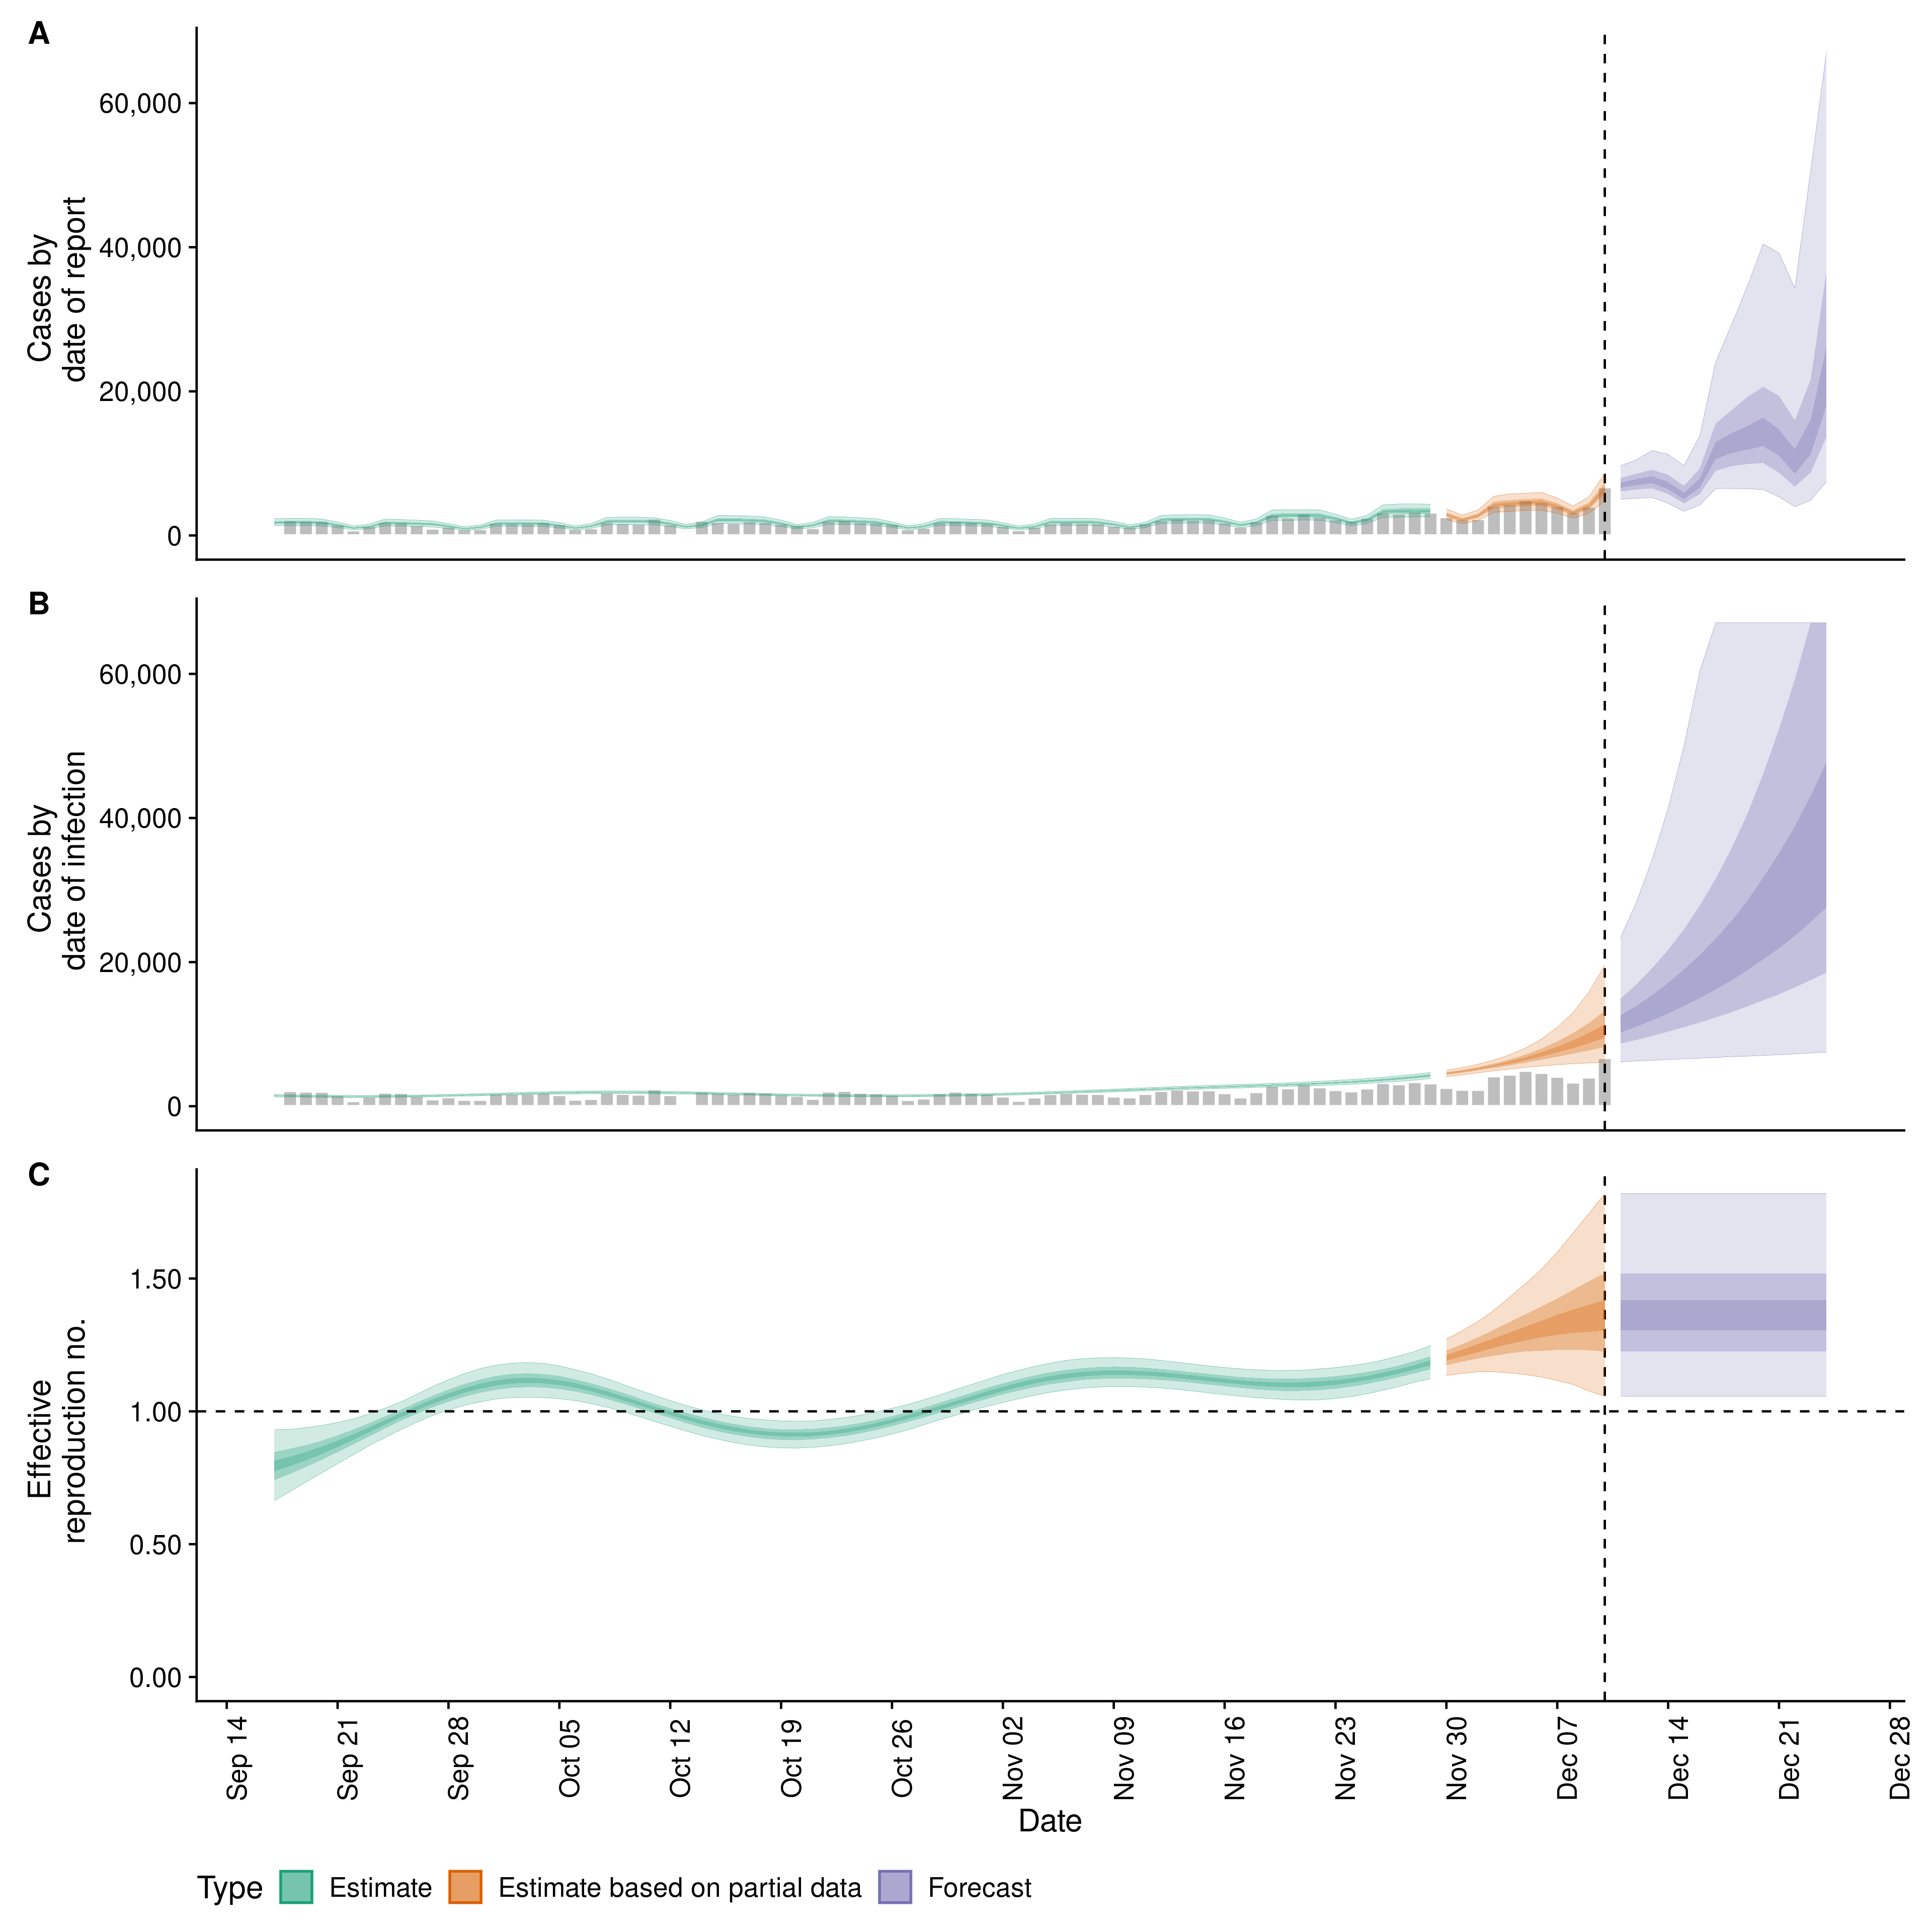 A
Cases by
date of report
60,000
40,000
20,000
0
B
Cases by
date of infection
60,000
40,000
20,000
0
C
Effective
reproduction no.
1.50
1.00
0.50
0.00
Sep 14
Sep 21
Sep 28
Oct 05
Oct 12
Oct 19
Oct 26
Nov 02
Nov 09
Nov 16
Nov 23
Nov 30
Dec 07
Dec 14
Dec 21
Dec 28
Date
Type Estimate Estimate based on partial data Forecast